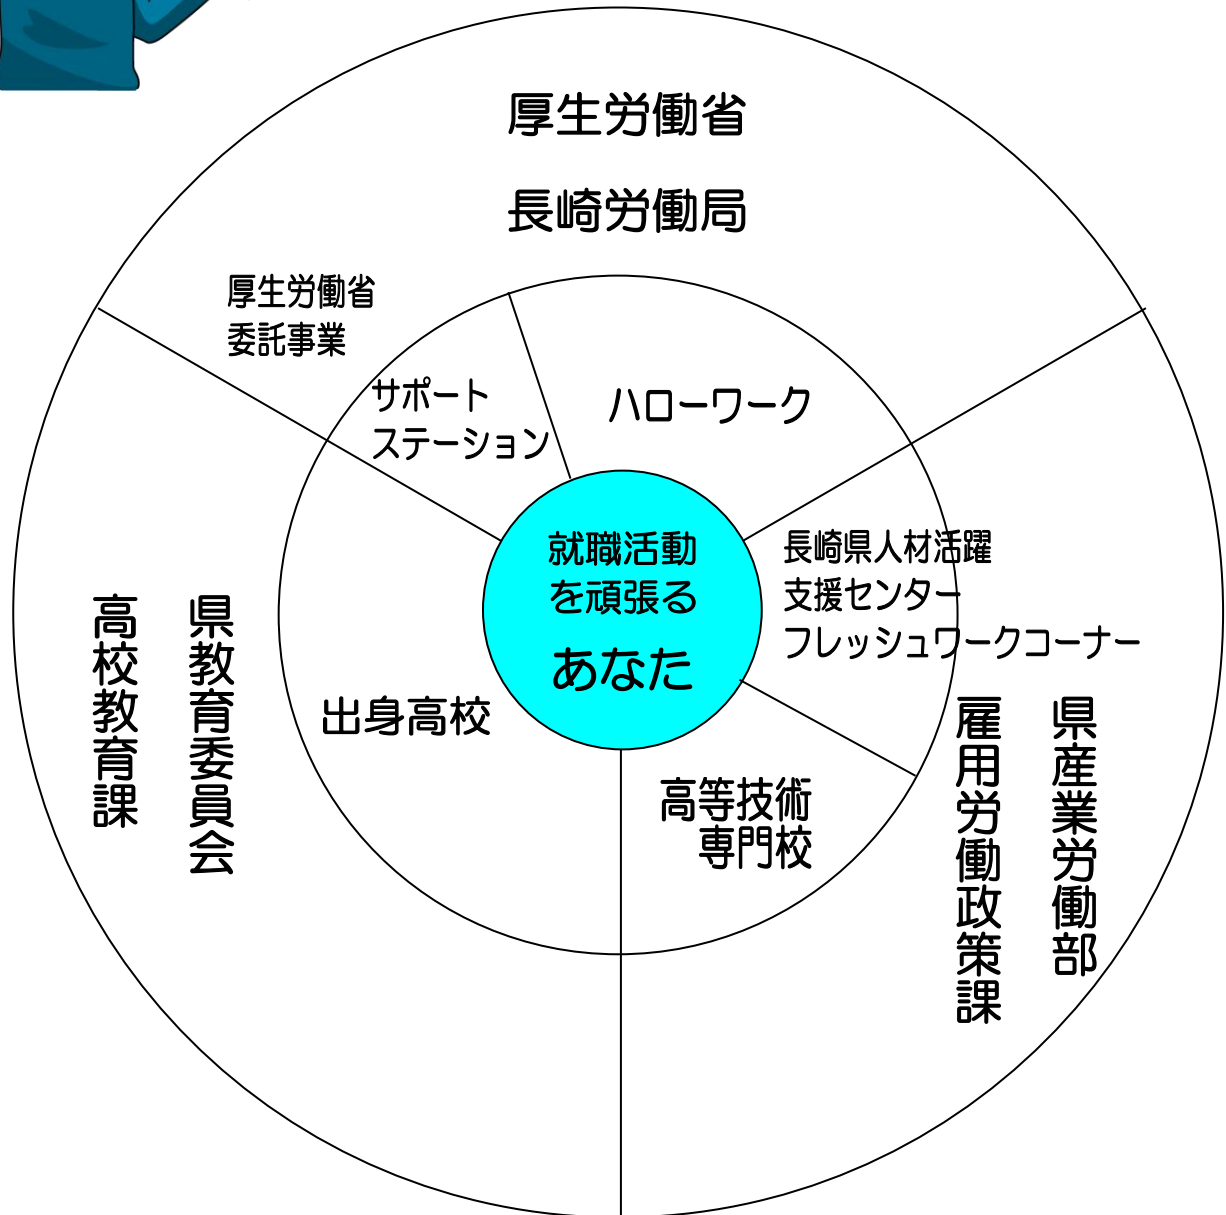 厚生労働省
長崎労働局
厚生労働省
委託事業
サポート
ステーション
ハローワーク
就職活動
を頑張る
あなた
長崎県人材活躍
支援センター
フレッシュワークコーナー
県教育委員会
高校教育課
出身高校
高等技術
専門校
県産業労働部
雇用労働政策課